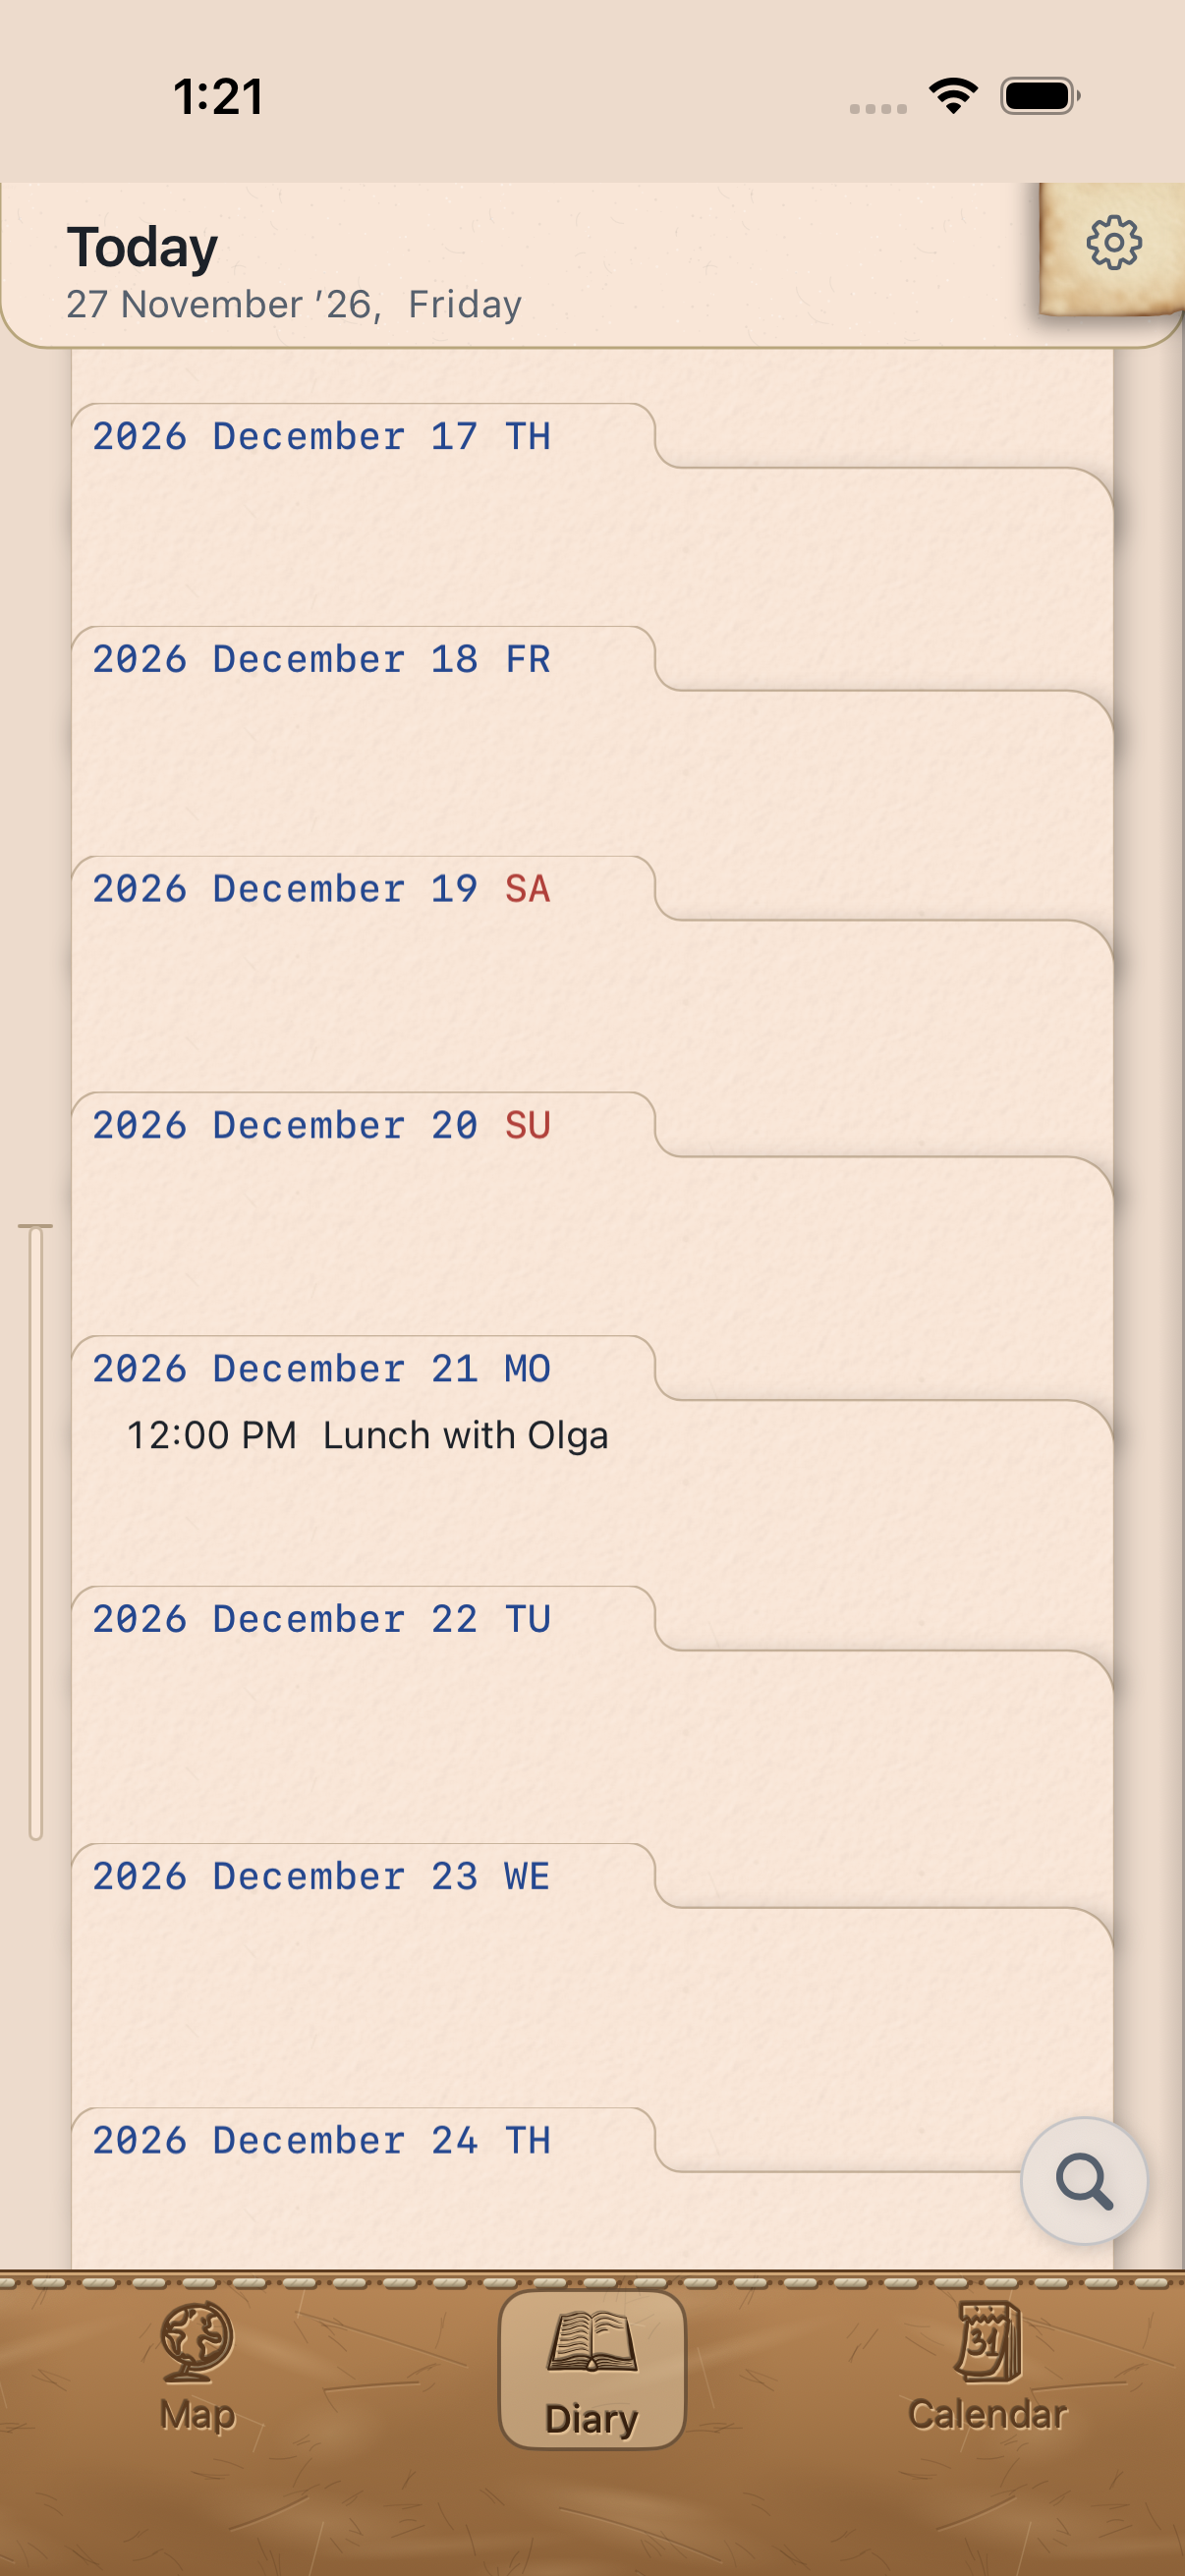 1:21
Today
27 November ’26, Friday
2026 December 17 TH
2026 December 18 FR
2026 December 19 SA
2026 December 20 SU
2026 December 21 MO
12:00 PM Lunch with Olga
2026 December 22 TU
2026 December 23 WE
2026 December 24 TH
31
Map Diary Calendar